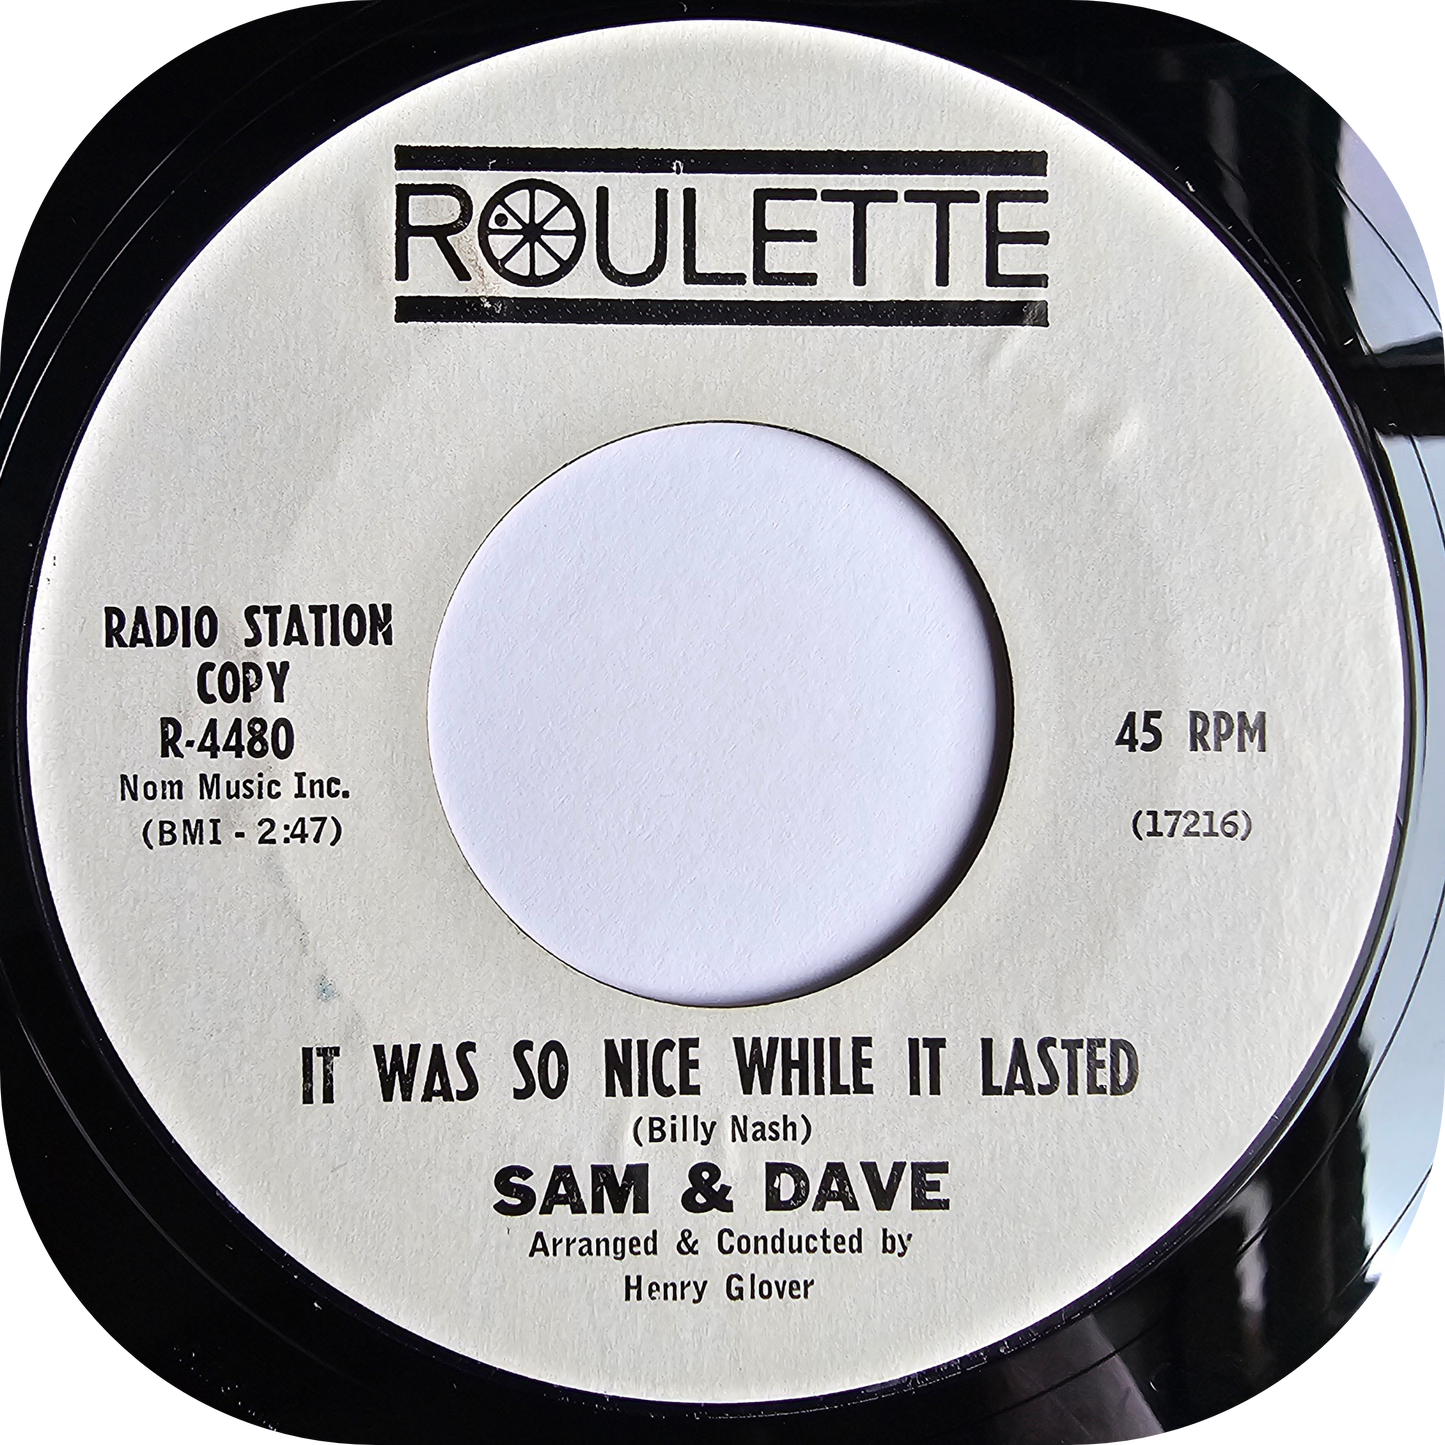 ROULETTE
RADIO STATION
COPY
R-4480
Nom Music Inc.
(BMI - 2:47)
45 RPM
(17216)
IT WAS SO NICE WHILE IT LASTED
(Billy Nash)
SAM & DAVE
Arranged & Conducted by
Henry Glover